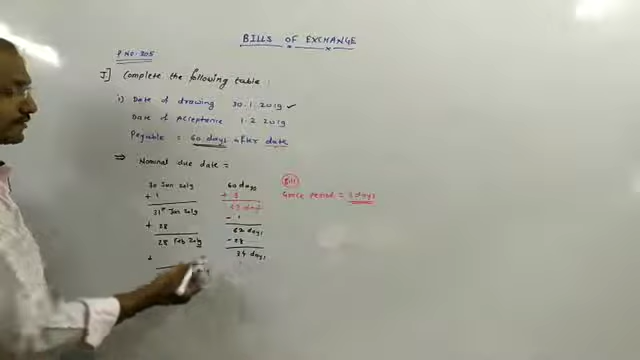 BILLS OF EXCHANGE
P.NO: 305
J] Complete the following table :
1) Date of drawing 30.1.2019 ✓
Date of acceptance 1.2.2019
Payable = 60 days after date
⇒ Nominal due date =
30 Jan 2019 60 days
+ 1 + 3
31st Jan 2019 63 days
+ 28 - 1
28 Feb 2019 62 days
+ - 28
34 days
Bill
Grace period = 3 days